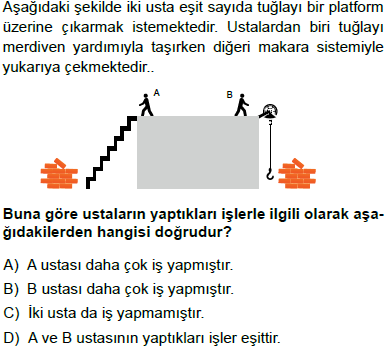 Aşağıdaki şekilde iki usta eşit sayıda tuğlayı bir platform
üzerine çıkarmak istemektedir. Ustalardan biri tuğlayı
merdiven yardımıyla taşırken diğeri makara sistemiyle
yukarıya çekmektedir..
A
B
Buna göre ustaların yaptıkları işlerle ilgili olarak aşa-
ğıdakilerden hangisi doğrudur?
A) A ustası daha çok iş yapmıştır.
B) B ustası daha çok iş yapmıştır.
C) İki usta da iş yapmamıştır.
D) A ve B ustasının yaptıkları işler eşittir.